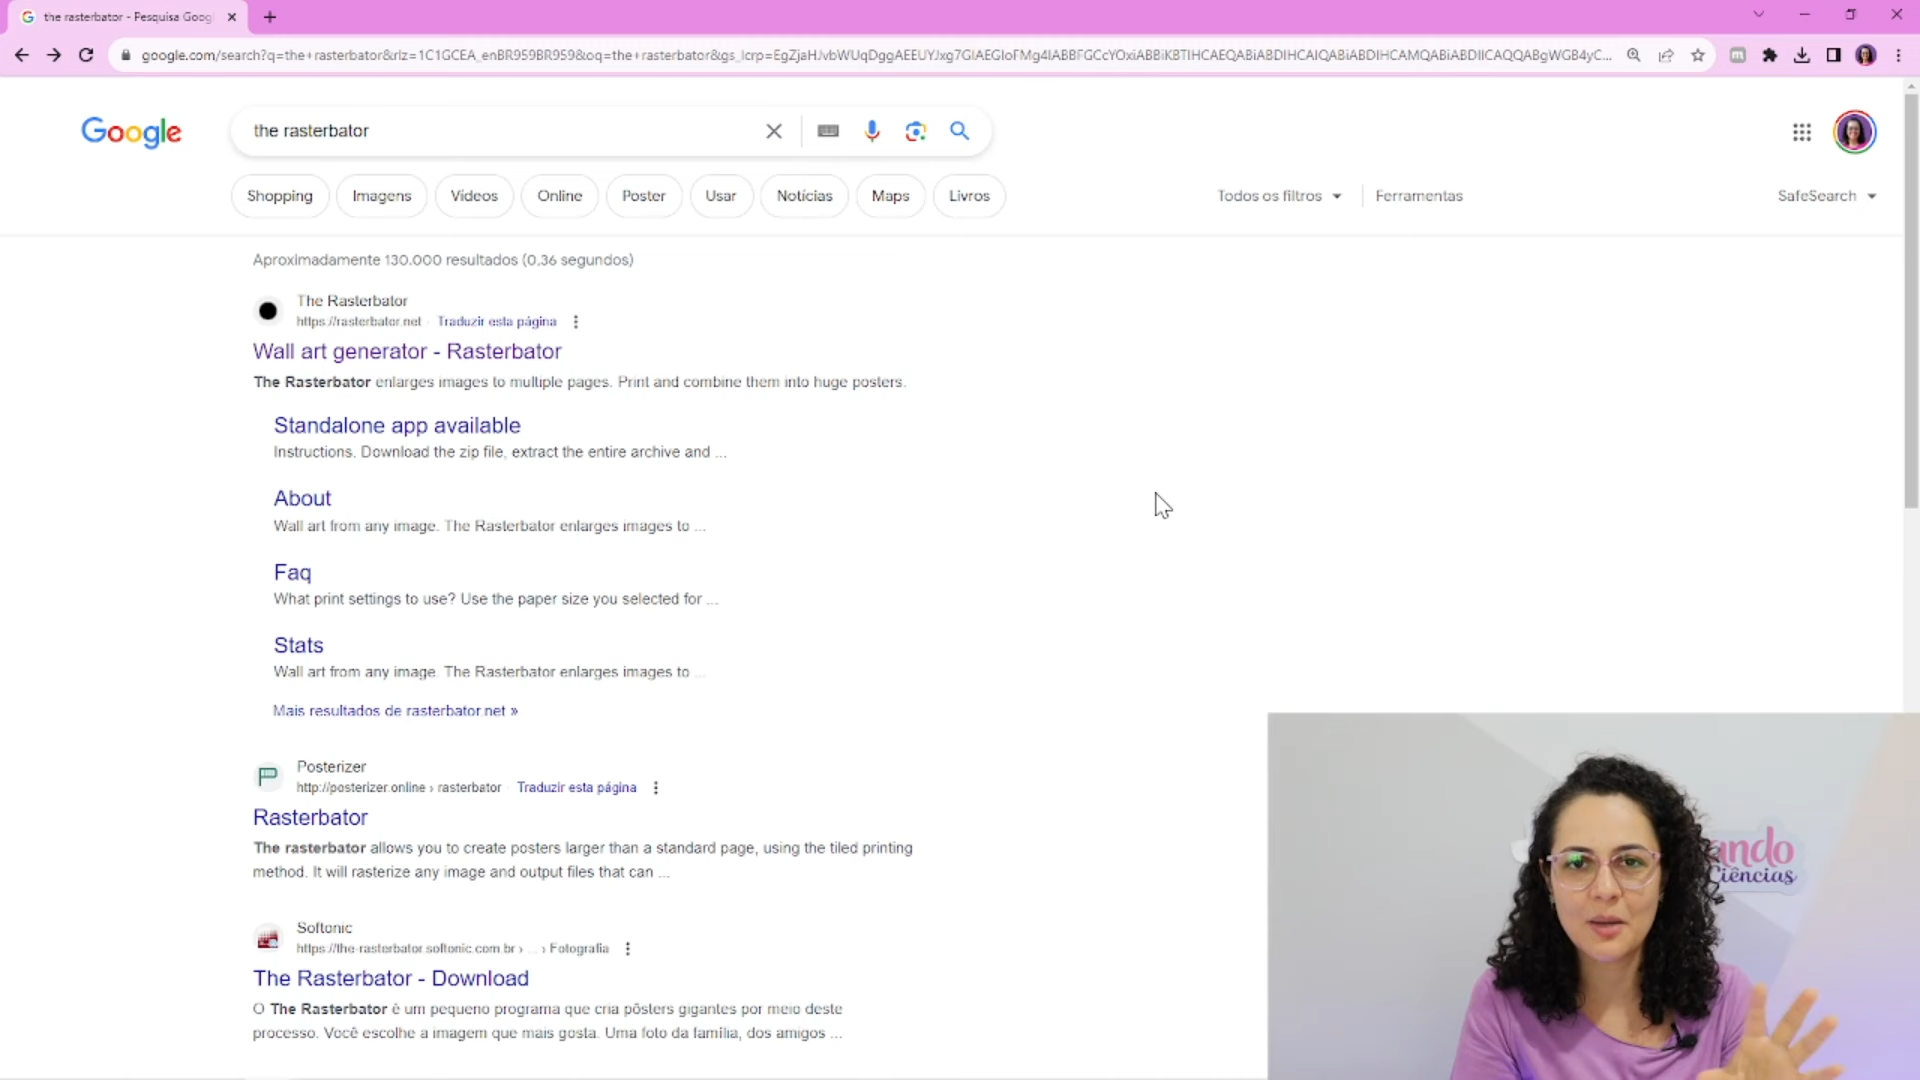 the rasterbator - Pesquisa Goog
google.com/search?q=the+rasterbator&rlz=1C1GCEA_enBR959BR959&oq=the+rasterbator&gs_lcrp=
Google
the rasterbator
Shopping
Imagens
Vídeos
Online
Poster
Usar
Notícias
Maps
Livros
Todos os filtros
Ferramentas
SafeSearch
Aproximadamente 130.000 resultados (0,36 segundos)
The Rasterbator
https://rasterbator.net · Traduzir esta página
Wall art generator - Rasterbator
The Rasterbator enlarges images to multiple pages. Print and combine them into huge posters.
Standalone app available
Instructions. Download the zip file, extract the entire archive and ...
About
Wall art from any image. The Rasterbator enlarges images to ...
Faq
What print settings to use? Use the paper size you selected for ...
Stats
Wall art from any image. The Rasterbator enlarges images to ...
Mais resultados de rasterbator.net »
Posterizer
http://posterizer.online › rasterbator · Traduzir esta página
Rasterbator
The rasterbator allows you to create posters larger than a standard page, using the tiled printing
method. It will rasterize any image and output files that can ...
Softonic
https://the-rasterbator.softonic.com.br › ... › Fotografia
The Rasterbator - Download
O The Rasterbator é um pequeno programa que cria pôsters gigantes por meio deste
processo. Você escolhe a imagem que mais gosta. Uma foto da família, dos amigos ...
ando
Ciências